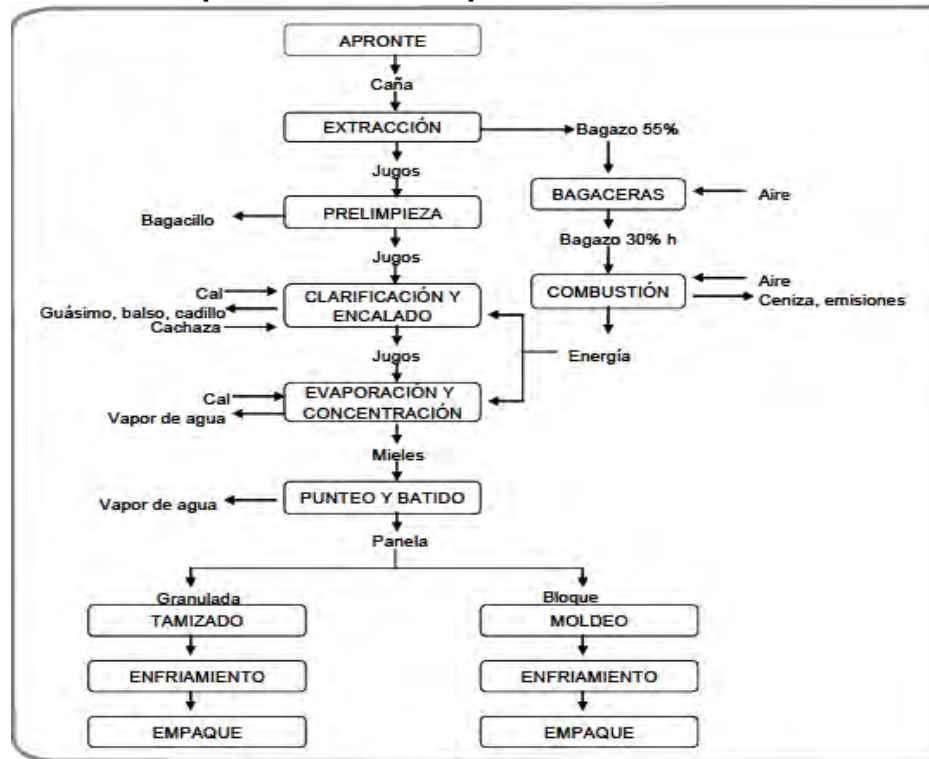 APRONTE
Caña
EXTRACCIÓN
Bagazo 55%
Jugos
BAGACERAS
Aire
PRELIMPIEZA
Bagacillo
Bagazo 30% h
Jugos
Aire
Cal
CLARIFICACIÓN Y
ENCALADO
COMBUSTIÓN
Ceniza, emisiones
Guásimo, balso, cadillo
Cachaza
Jugos
Energía
Cal
EVAPORACIÓN Y
CONCENTRACIÓN
Vapor de agua
Mieles
PUNTEO Y BATIDO
Vapor de agua
Panela
Granulada
Bloque
TAMIZADO
MOLDEO
ENFRIAMIENTO
ENFRIAMIENTO
EMPAQUE
EMPAQUE